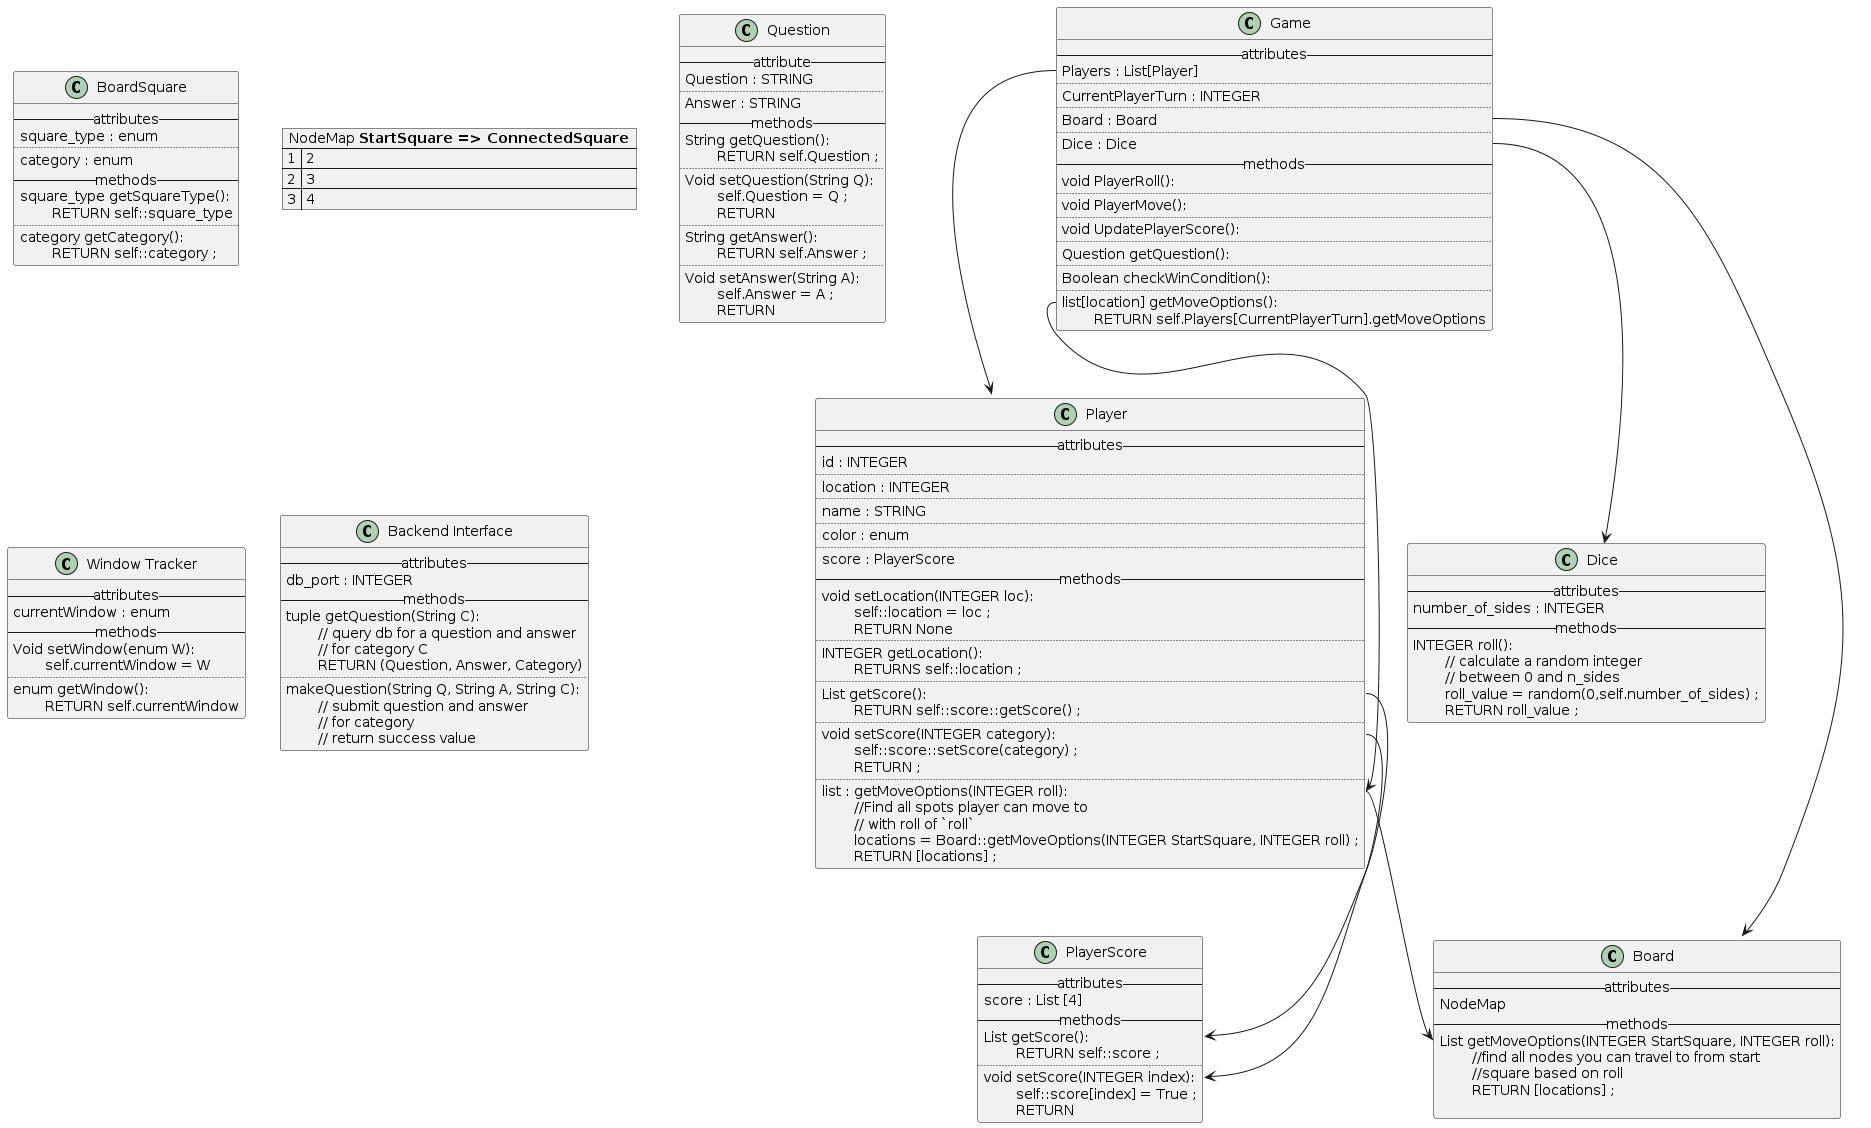 C BoardSquare
attributes
square_type : enum
category : enum
methods
square_type getSquareType():
RETURN self::square_type
category getCategory():
RETURN self::category ;
NodeMap StartSquare => ConnectedSquare
1 2
2 3
3 4
C Question
attribute
Question : STRING
Answer : STRING
methods
String getQuestion():
RETURN self.Question ;
Void setQuestion(String Q):
self.Question = Q ;
RETURN
String getAnswer():
RETURN self.Answer ;
Void setAnswer(String A):
self.Answer = A ;
RETURN
C Game
attributes
Players : List[Player]
CurrentPlayerTurn : INTEGER
Board : Board
Dice : Dice
methods
void PlayerRoll():
void PlayerMove():
void UpdatePlayerScore():
Question getQuestion():
Boolean checkWinCondition():
list[location] getMoveOptions():
RETURN self.Players[CurrentPlayerTurn].getMoveOptions
C Window Tracker
attributes
currentWindow : enum
methods
Void setWindow(enum W):
self.currentWindow = W
enum getWindow():
RETURN self.currentWindow
C Backend Interface
attributes
db_port : INTEGER
methods
tuple getQuestion(String C):
// query db for a question and answer
// for category C
RETURN (Question, Answer, Category)
makeQuestion(String Q, String A, String C):
// submit question and answer
// for category
// return success value
C Player
attributes
id : INTEGER
location : INTEGER
name : STRING
color : enum
score : PlayerScore
methods
void setLocation(INTEGER loc):
self::location = loc ;
RETURN None
INTEGER getLocation():
RETURNS self::location ;
List getScore():
RETURN self::score::getScore() ;
void setScore(INTEGER category):
self::score::setScore(category) ;
RETURN ;
list : getMoveOptions(INTEGER roll):
//Find all spots player can move to
// with roll of `roll`
locations = Board::getMoveOptions(INTEGER StartSquare, INTEGER roll) ;
RETURN [locations] ;
C Dice
attributes
number_of_sides : INTEGER
methods
INTEGER roll():
// calculate a random integer
// between 0 and n_sides
roll_value = random(0,self.number_of_sides) ;
RETURN roll_value ;
C PlayerScore
attributes
score : List [4]
methods
List getScore():
RETURN self::score ;
void setScore(INTEGER index):
self::score[index] = True ;
RETURN
C Board
attributes
NodeMap
methods
List getMoveOptions(INTEGER StartSquare, INTEGER roll):
//find all nodes you can travel to from start
//square based on roll
RETURN [locations] ;